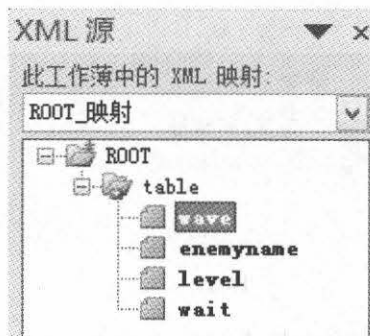 XML 源
此工作薄中的 XML 映射:
ROOT_映射
ROOT
table
wave
enemyname
level
wait